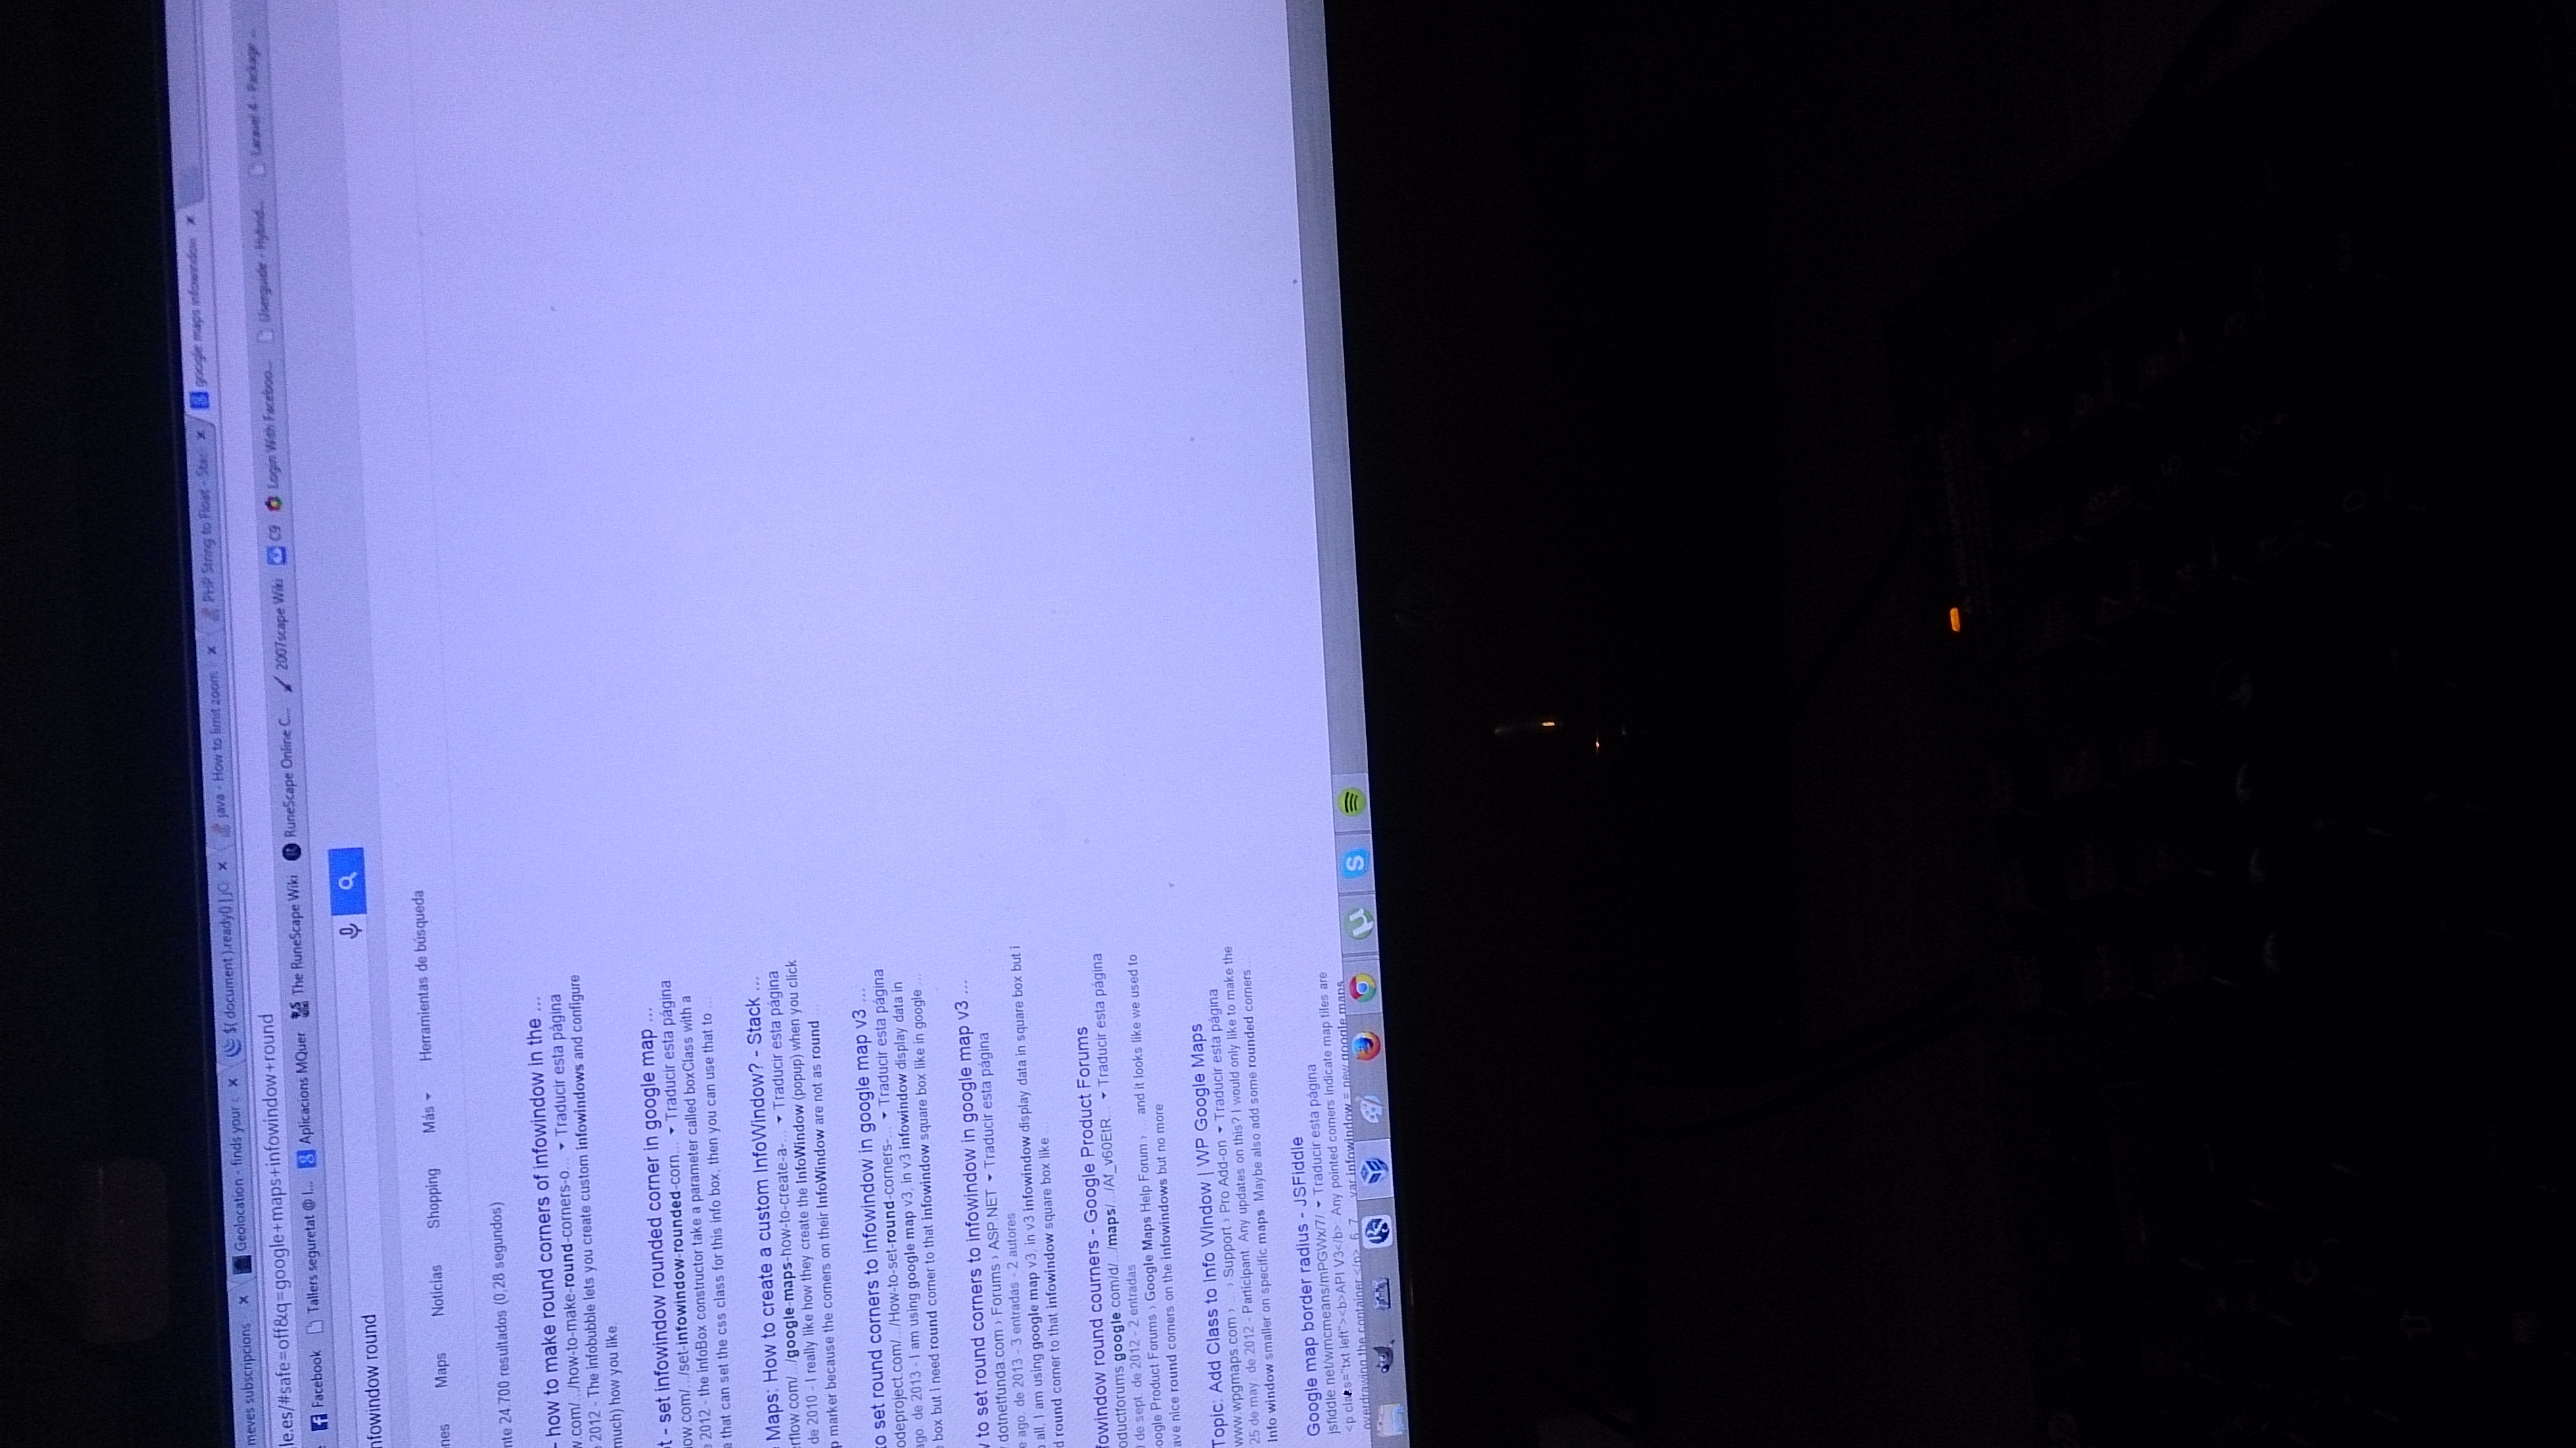 meves subscripcions
Geolocation - finds your
$( document ).ready() | jQ
java - How to limit zoom
PHP String to Float - Stac
google maps infowindow
le.es/#safe=off&q=google+maps+infowindow+round
Facebook
Tallers seguretat @ l...
Aplicacions MQuer
The RuneScape Wiki
RuneScape Online C...
2007scape Wiki
C9
Login With Faceboo...
Userguide - Hybrid...
Laravel 4 - Package ...
nfowindow round
nes Maps Noticias Shopping Más Herramientas de búsqueda
nte 24.700 resultados (0,28 segundos)
- how to make round corners of infowindow in the ...
w.com/.../how-to-make-round-corners-o... Traducir esta página
e 2012 - The infobubble lets you create custom infowindows and configure
much) how you like.
t - set infowindow rounded corner in google map ...
low.com/.../set-infowindow-rounded-corn... Traducir esta página
e 2012 - the infoBox constructor take a parameter called boxClass with a
e that can set the css class for this info box, then you can use that to ...
Maps: How to create a custom InfoWindow? - Stack ...
rflow.com/.../google-maps-how-to-create-a-... Traducir esta página
de 2010 - I really like how they create the InfoWindow (popup) when you click
p marker because the corners on their InfoWindow are not as round
to set round corners to infowindow in google map v3 ...
odeproject.com/.../How-to-set-round-corners-... Traducir esta página
ago. de 2013 - I am using google map v3, in v3 infowindow display data in
e box but i need round corner to that infowindow square box like in google ...
w to set round corners to infowindow in google map v3 ...
.dotnetfunda.com › Forums › ASP.NET Traducir esta página
e ago. de 2013 - 3 entradas - 2 autores
o all, I am using google map v3, in v3 infowindow display data in square box but i
d round corner to that infowindow square box like ...
fowindow round courners - Google Product Forums
oductforums.google.com/d/.../maps/.../Af_v60EtR... Traducir esta página
de sept. de 2012 - 2 entradas
oogle Product Forums › Google Maps Help Forum › ... and it looks like we used to
ave nice round corners on the infowindows but no more.
Topic: Add Class to Info Window | WP Google Maps
www.wpgmaps.com › ... › Support › Pro Add-on Traducir esta página
25 de may. de 2012 - Participant. Any updates on this? I would only like to make the
Info window smaller on specific maps. Maybe also add some rounded corners...
Google map border radius - JSFiddle
jsfiddle.net/wmcmeans/mPGWx/7/ Traducir esta página
<p class="txt left"><b>API V3</b>: Any pointed corners indicate map tiles are
overdrawing the container.</p>. 6. 7. ... var infowindow = new google.maps.